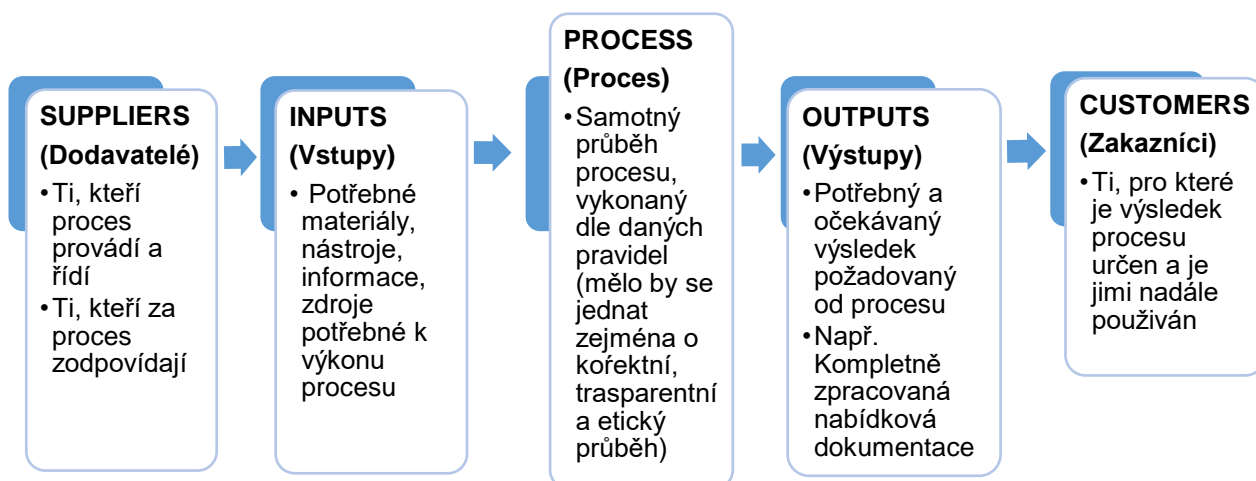 SUPPLIERS
(Dodavatelé)
•Ti, kteří
proces
provádí a
řídí
•Ti, kteří za
proces
zodpovídají
INPUTS
(Vstupy)
• Potřebné
materiály,
nástroje,
informace,
zdroje
potřebné k
výkonu
procesu
PROCESS
(Proces)
•Samotný
průběh
procesu,
vykonaný
dle daných
pravidel
(mělo by se
jednat
zejména o
kořektní,
trasparentní
a etický
průběh)
OUTPUTS
(Výstupy)
•Potřebný a
očekávaný
výsledek
požadovaný
od procesu
•Např.
Kompletně
zpracovaná
nabídková
dokumentace
CUSTOMERS
(Zakazníci)
•Ti, pro které
je výsledek
procesu
určen a je
jimi nadále
použiván